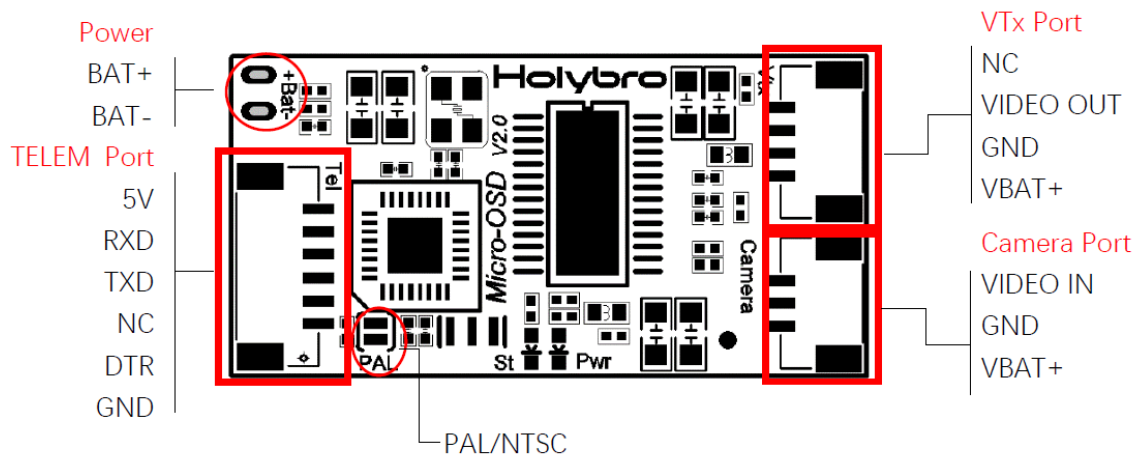 Power
BAT+
BAT-
TELEM Port
5V
RXD
TXD
NC
DTR
GND
+Bat-
Tel
Holybro
Micro-OSD V2.0
Vtx
Camera
PAL
St
Pwr
PAL/NTSC
VTx Port
NC
VIDEO OUT
GND
VBAT+
Camera Port
VIDEO IN
GND
VBAT+